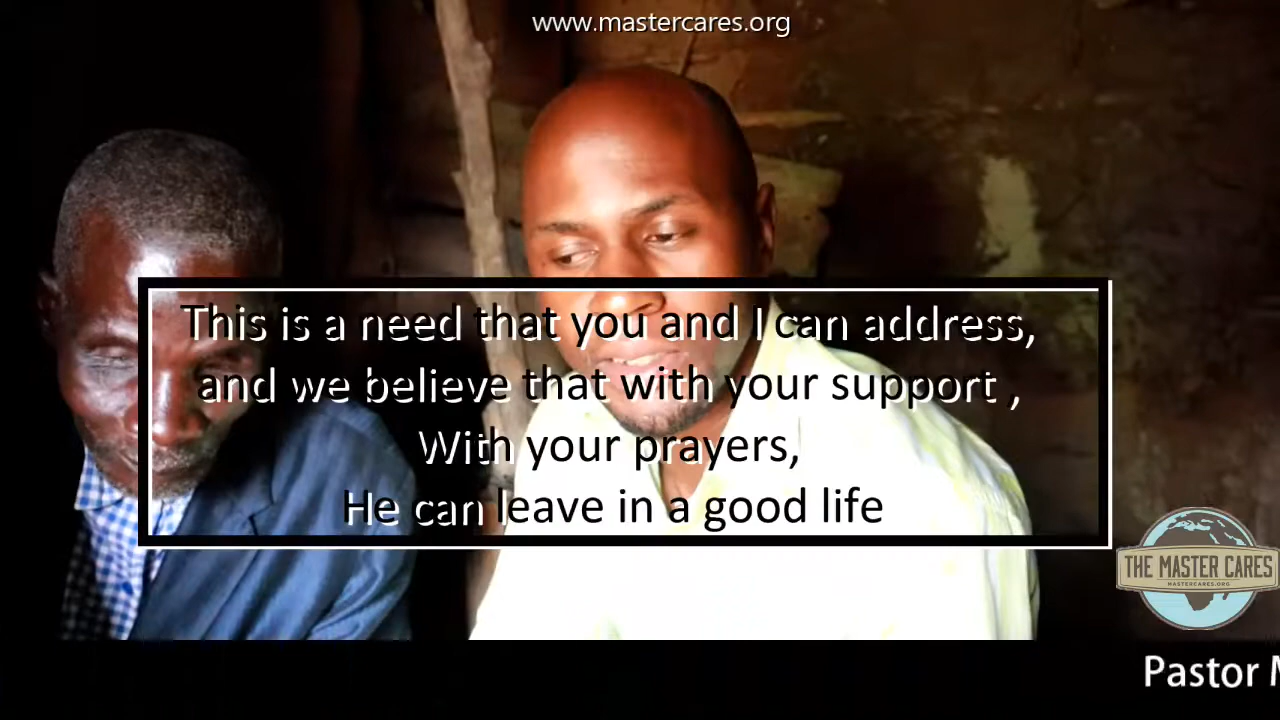 www.mastercares.org
This is a need that you and I can address,
and we believe that with your support ,
With your prayers,
He can leave in a good life
THE MASTER CARES
MASTERCARES.ORG
Pastor